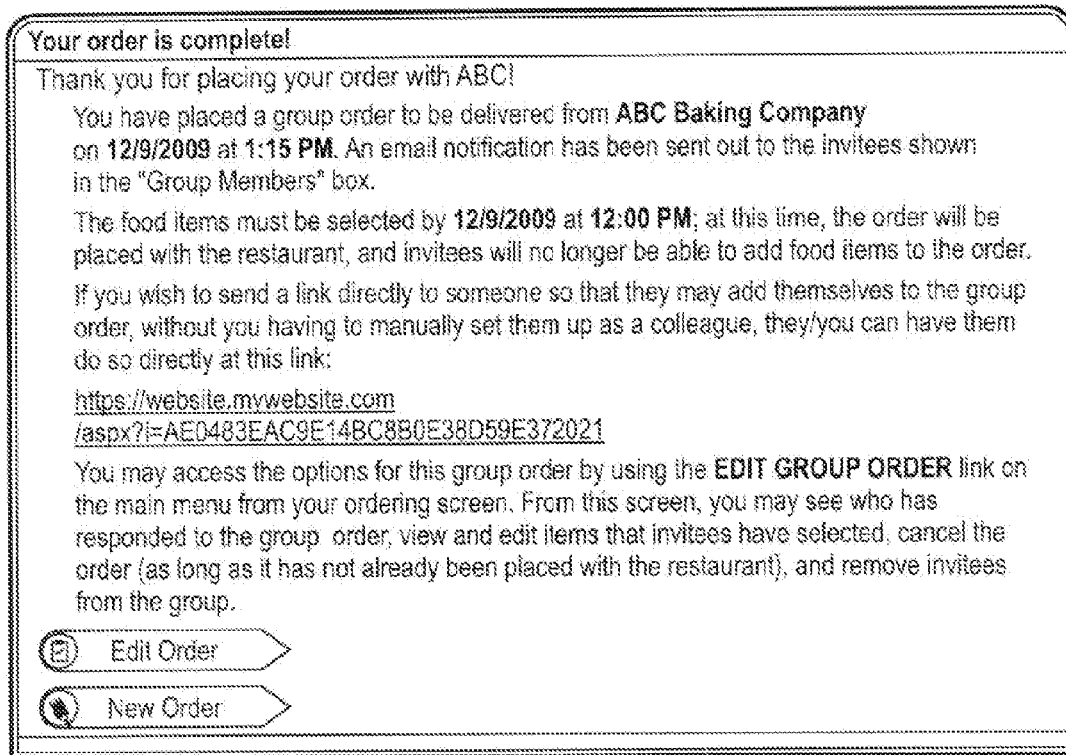 Your order is complete!
Thank you for placing your order with ABC!
You have placed a group order to be delivered from ABC Baking Company
on 12/9/2009 at 1:15 PM. An email notification has been sent out to the invitees shown
in the "Group Members" box.
The food items must be selected by 12/9/2009 at 12:00 PM; at this time, the order will be
placed with the restaurant, and invitees will no longer be able to add food items to the order.
If you wish to send a link directly to someone so that they may add themselves to the group
order, without you having to manually set them up as a colleague, they/you can have them
do so directly at this link:
https://website.mywebsite.com
/aspx?i=AE0483EAC9E14BC8B0E38D59E372021
You may access the options for this group order by using the EDIT GROUP ORDER link on
the main menu from your ordering screen. From this screen, you may see who has
responded to the group order, view and edit items that invitees have selected, cancel the
order (as long as it has not already been placed with the restaurant), and remove invitees
from the group.
Edit Order
New Order